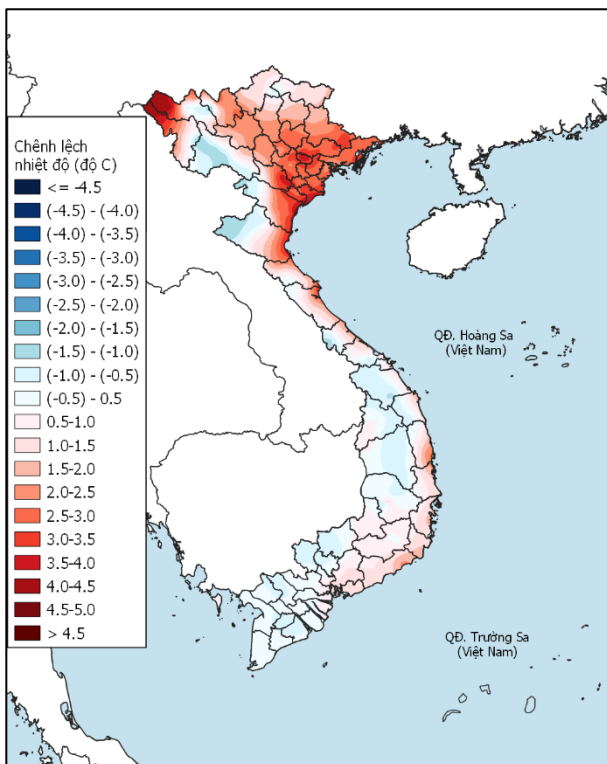 Chênh lệch
nhiệt độ (độ C)
<= -4.5
(-4.5) - (-4.0)
(-4.0) - (-3.5)
(-3.5) - (-3.0)
(-3.0) - (-2.5)
(-2.5) - (-2.0)
(-2.0) - (-1.5)
(-1.5) - (-1.0)
(-1.0) - (-0.5)
(-0.5) - 0.5
0.5-1.0
1.0-1.5
1.5-2.0
2.0-2.5
2.5-3.0
3.0-3.5
3.5-4.0
4.0-4.5
4.5-5.0
> 4.5
QĐ. Hoàng Sa
(Việt Nam)
QĐ. Trường Sa
(Việt Nam)